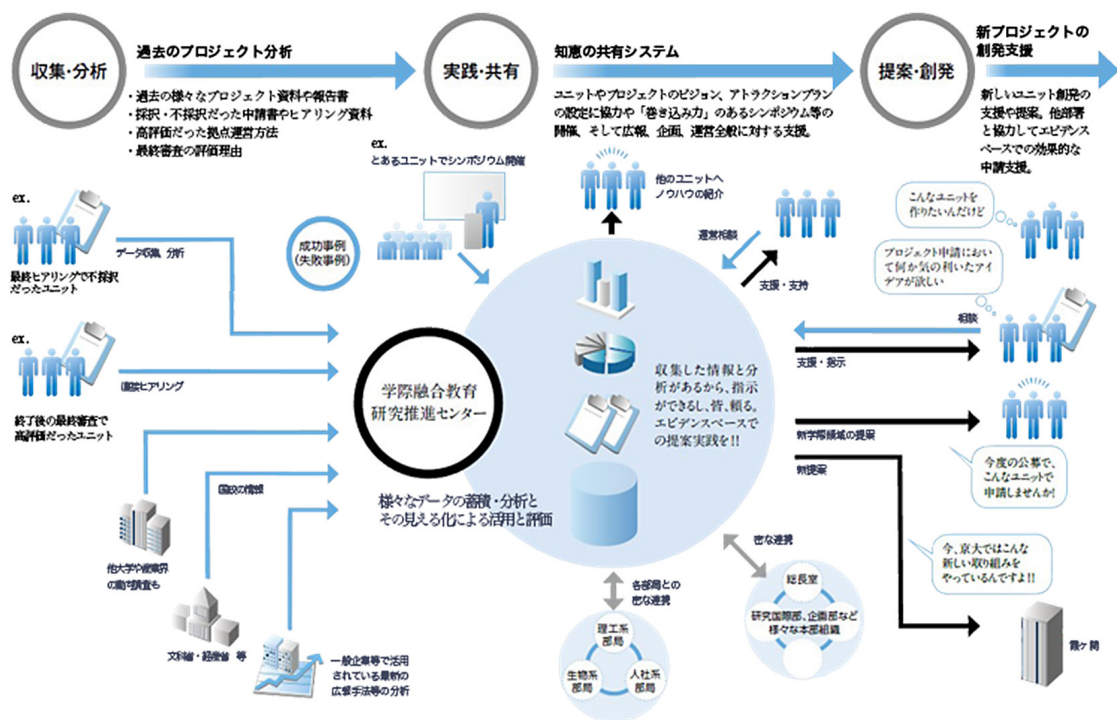 収集・分析
過去のプロジェクト分析
・過去の様々なプロジェクト資料や報告書
・採択・不採択だった申請書やヒアリング資料
・高評価だった拠点運営方法
・最終審査の評価理由
実践・共有
知恵の共有システム
ユニットやプロジェクトのビジョン、アトラクションプラン
の設定に協力や「巻き込み力」のあるシンポジウム等の
開催、そして広報、企画、運営全般に対する支援。
提案・創発
新プロジェクトの
創発支援
新しいユニット創発の
支援や提案。他部署
と協力してエビデンス
ベースでの効果的な
申請支援。
ex.
データ収集、分析
最終ヒアリングで不採択
だったユニット
ex.
直接ヒアリング
終了後の最終審査で
高評価だったユニット
成功事例
(失敗事例)
ex.
とあるユニットでシンポジウム開催
他のユニットへ
ノウハウの紹介
運営相談
支援・支持
こんなユニットを
作りたいんだけど
プロジェクト申請において
何か気の利いたアイ
デアが欲しい
相談
支援・指示
学際融合教育
研究推進センター
収集した情報と分
析があるから、指示
ができるし、皆、頼る。
エビデンスベースで
の提案実践を!!
様々なデータの蓄積・分析と
その見える化による活用と評価
新学際領域の提案
新提案
今度の公募で、
こんなユニットで
申請しませんか!
今、京大ではこんな
新しい取り組みを
やっているんですよ!!
霞ヶ関
国政の情報
他大学や産業界
の動向調査も
文科省・経産省 等
一般企業等で活用
されている最新の
広報手法等の分析
各部局との
密な連携
理工系
部局
生物系
部局
人社系
部局
密な連携
総長室
研究国際部、企画部など
様々な本部組織